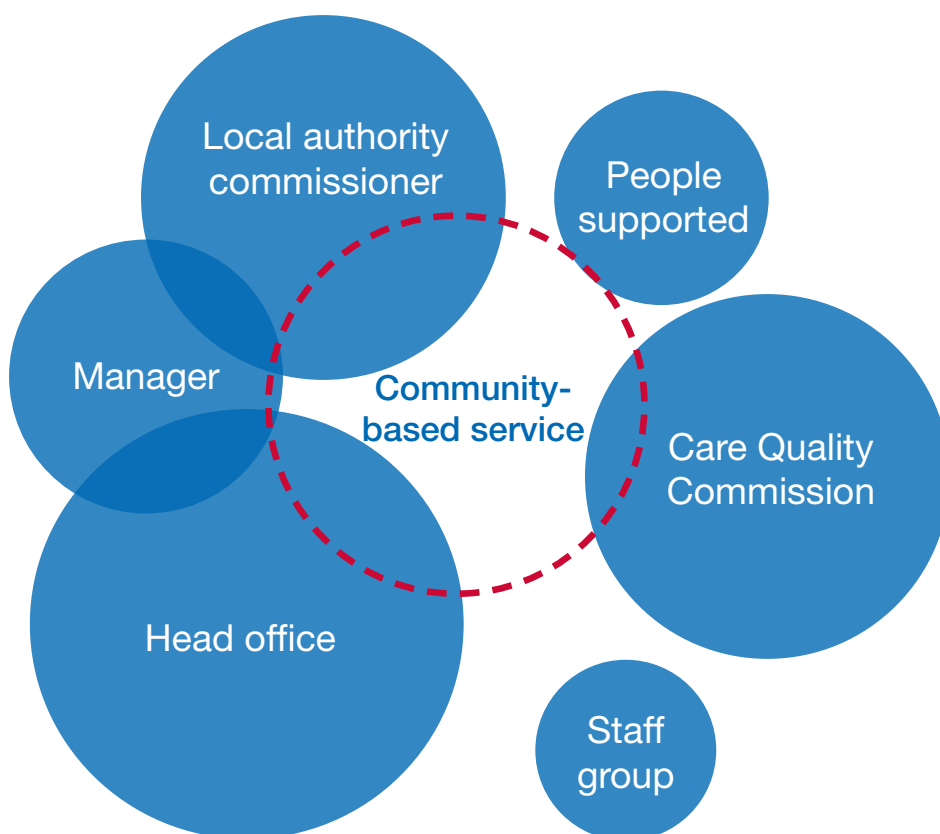 Local authority
commissioner
People
supported
Manager
Community-
based service
Care Quality
Commission
Head office
Staff
group